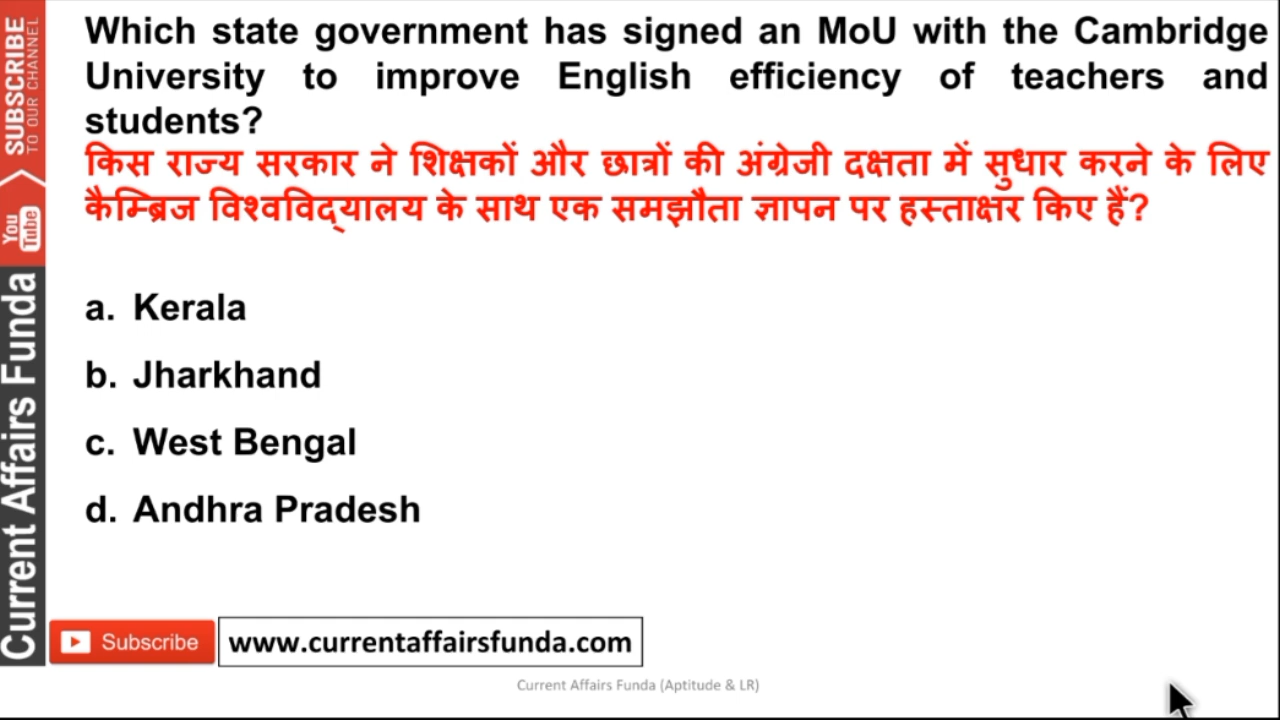 Which state government has signed an MoU with the Cambridge
University to improve English efficiency of teachers and
students?
किस राज्य सरकार ने शिक्षकों और छात्रों की अंग्रेजी दक्षता में सुधार करने के लिए
कैम्ब्रिज विश्वविद्यालय के साथ एक समझौता ज्ञापन पर हस्ताक्षर किए हैं?
a. Kerala
b. Jharkhand
c. West Bengal
d. Andhra Pradesh
SUBSCRIBE
TO OUR CHANNEL
You
Tube
Current Affairs Funda
Subscribe
www.currentaffairsfunda.com
Current Affairs Funda (Aptitude & LR)